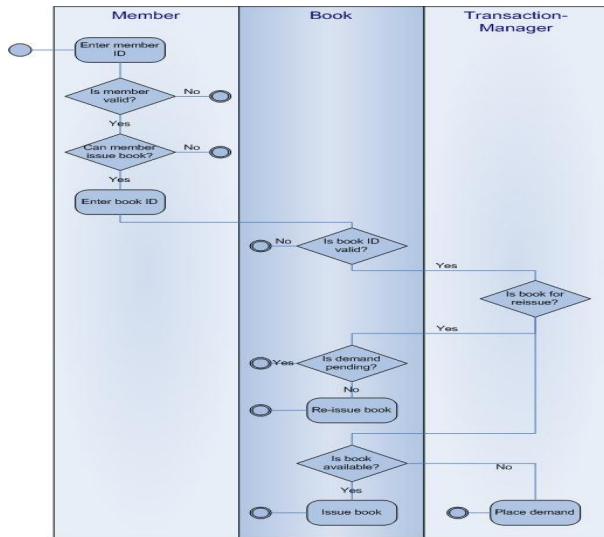 Member
Book
Transaction-
Manager
Enter member
ID
Is member
valid?
No
Yes
Can member
issue book?
No
Yes
Enter book ID
No
Is book ID
valid?
Yes
Is book for
reissue?
Yes
Yes
Is demand
pending?
No
Re-issue book
Is book
available?
No
Yes
Issue book
Place demand